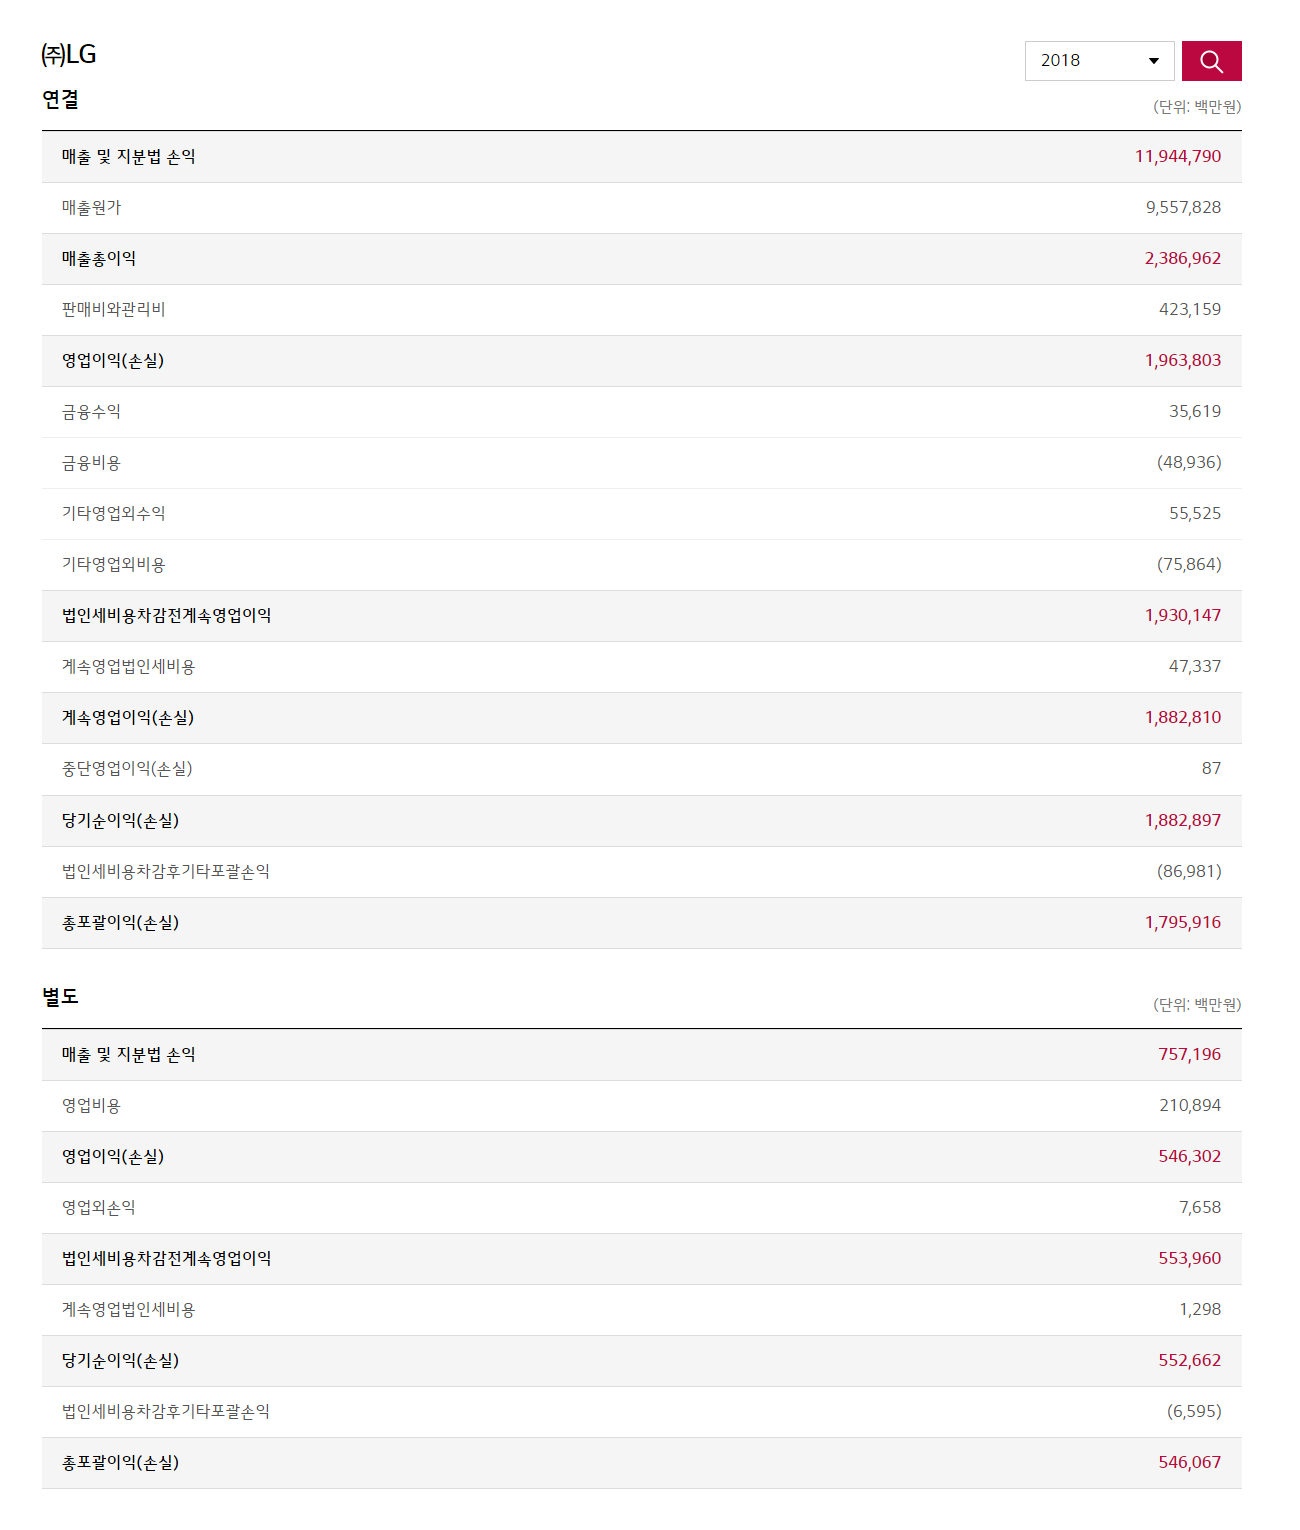 ㈜LG
2018
연결
(단위: 백만원)
매출 및 지분법 손익 11,944,790
매출원가 9,557,828
매출총이익 2,386,962
판매비와관리비 423,159
영업이익(손실) 1,963,803
금융수익 35,619
금융비용 (48,936)
기타영업외수익 55,525
기타영업외비용 (75,864)
법인세비용차감전계속영업이익 1,930,147
계속영업법인세비용 47,337
계속영업이익(손실) 1,882,810
중단영업이익(손실) 87
당기순이익(손실) 1,882,897
법인세비용차감후기타포괄손익 (86,981)
총포괄이익(손실) 1,795,916
별도
(단위: 백만원)
매출 및 지분법 손익 757,196
영업비용 210,894
영업이익(손실) 546,302
영업외손익 7,658
법인세비용차감전계속영업이익 553,960
계속영업법인세비용 1,298
당기순이익(손실) 552,662
법인세비용차감후기타포괄손익 (6,595)
총포괄이익(손실) 546,067